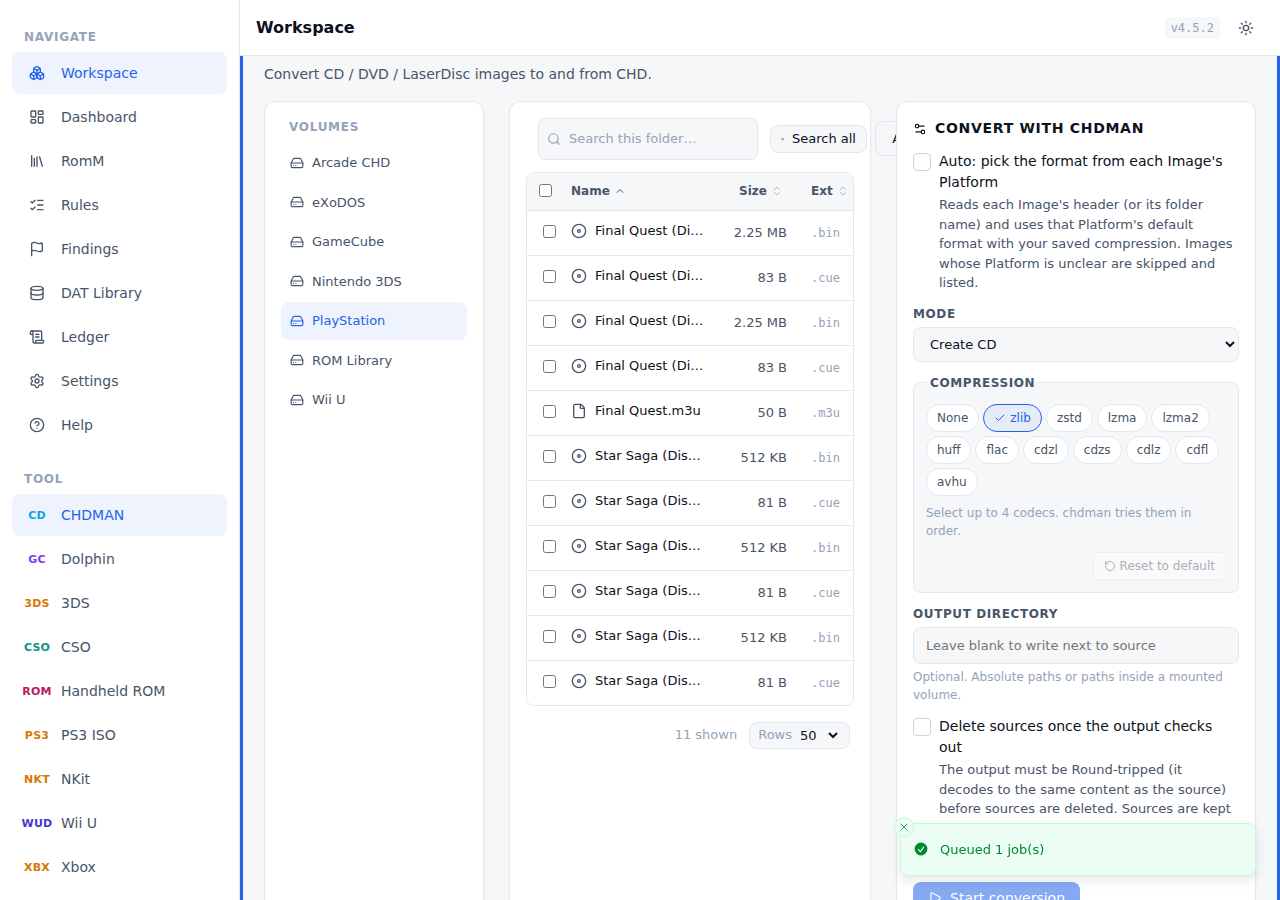 NAVIGATE
Workspace
Dashboard
RomM
Rules
Findings
DAT Library
Ledger
Settings
Help
TOOL
CD CHDMAN
GC Dolphin
3DS 3DS
CSO CSO
ROM Handheld ROM
PS3 PS3 ISO
NKT NKit
WUD Wii U
XBX Xbox
Workspace
v4.5.2
Convert CD / DVD / LaserDisc images to and from CHD.
VOLUMES
Arcade CHD
eXoDOS
GameCube
Nintendo 3DS
PlayStation
ROM Library
Wii U
Search this folder…
Search all
Name Size Ext
Final Quest (Di… 2.25 MB .bin
Final Quest (Di… 83 B .cue
Final Quest (Di… 2.25 MB .bin
Final Quest (Di… 83 B .cue
Final Quest.m3u 50 B .m3u
Star Saga (Dis… 512 KB .bin
Star Saga (Dis… 81 B .cue
Star Saga (Dis… 512 KB .bin
Star Saga (Dis… 81 B .cue
Star Saga (Dis… 512 KB .bin
Star Saga (Dis… 81 B .cue
11 shown Rows 50
CONVERT WITH CHDMAN
Auto: pick the format from each Image's
Platform
Reads each Image's header (or its folder
name) and uses that Platform's default
format with your saved compression. Images
whose Platform is unclear are skipped and
listed.
MODE
Create CD
COMPRESSION
None zlib zstd lzma lzma2
huff flac cdzl cdzs cdlz cdfl
avhu
Select up to 4 codecs. chdman tries them in
order.
Reset to default
OUTPUT DIRECTORY
Leave blank to write next to source
Optional. Absolute paths or paths inside a mounted
volume.
Delete sources once the output checks
out
The output must be Round-tripped (it
decodes to the same content as the source)
before sources are deleted. Sources are kept
Queued 1 job(s)
Start conversion